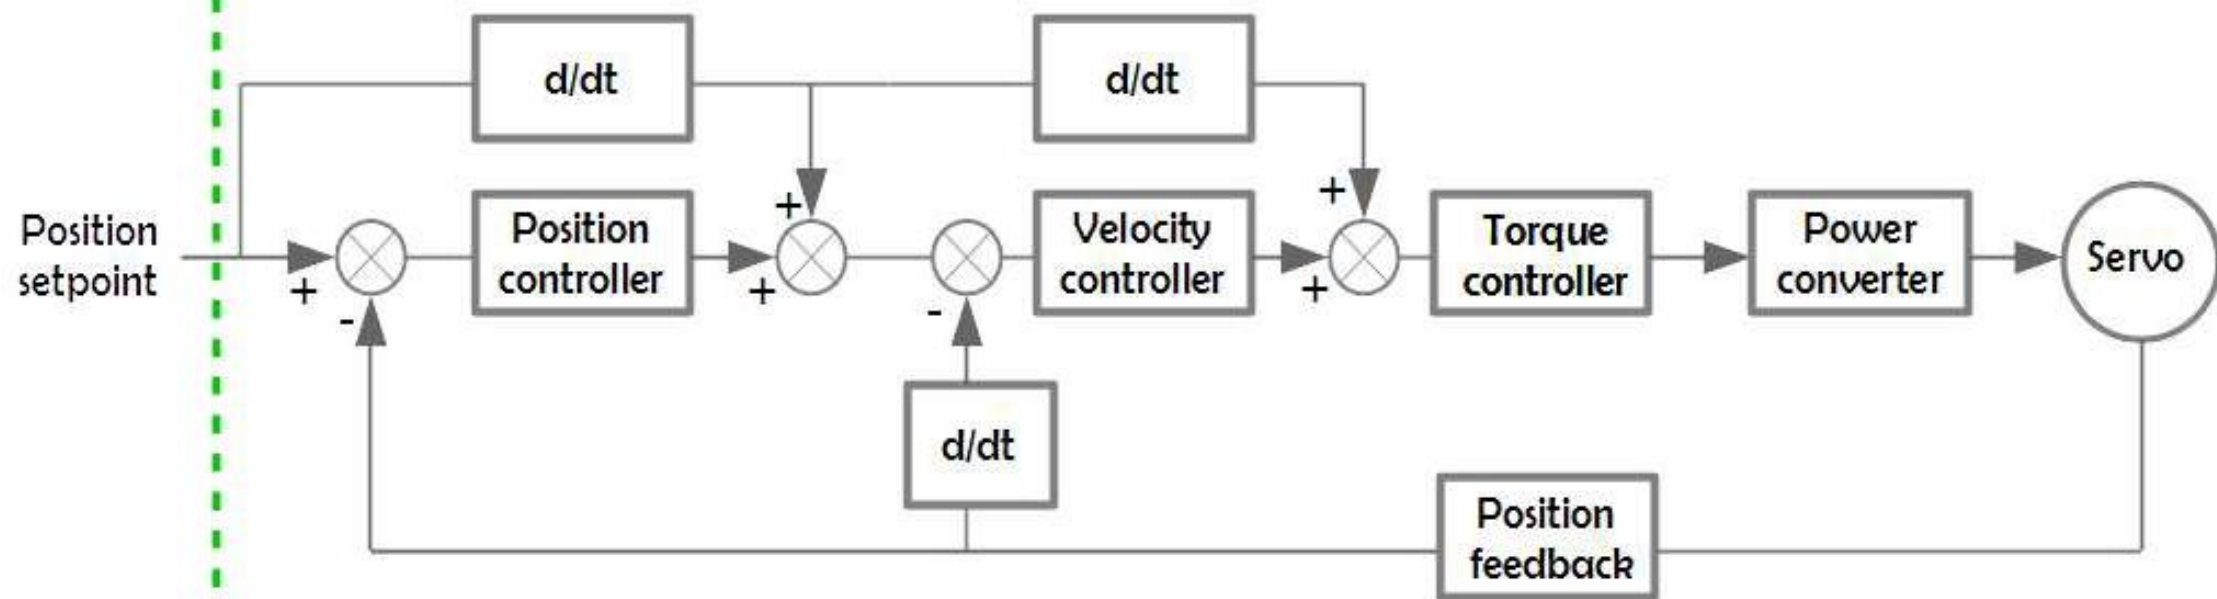 d/dt
d/dt
Position
setpoint
+
-
Position
controller
+
+
-
Velocity
controller
+
+
Torque
controller
Power
converter
Servo
d/dt
Position
feedback